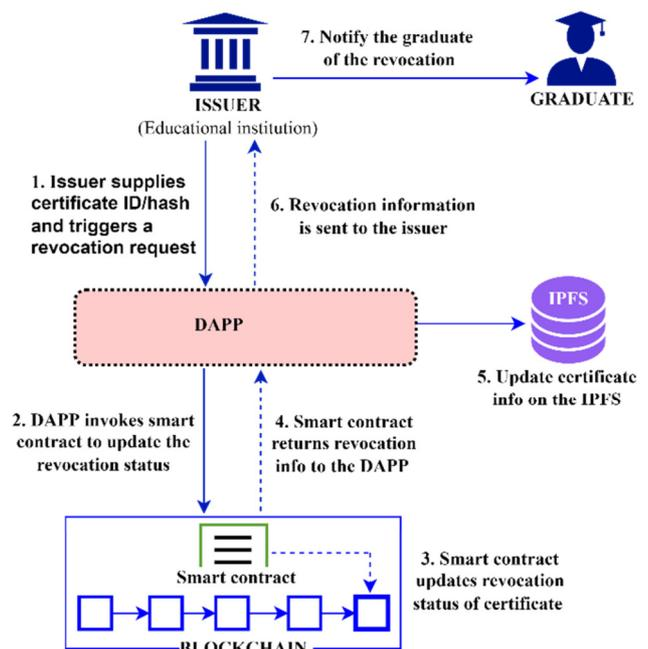 7. Notify the graduate
of the revocation
ISSUER
(Educational institution)
GRADUATE
1. Issuer supplies
certificate ID/hash
and triggers a
revocation request
6. Revocation information
is sent to the issuer
DAPP
IPFS
5. Update certificate
info on the IPFS
2. DAPP invokes smart
contract to update the
revocation status
4. Smart contract
returns revocation
info to the DAPP
Smart contract
3. Smart contract
updates revocation
status of certificate
BLOCKCHAIN